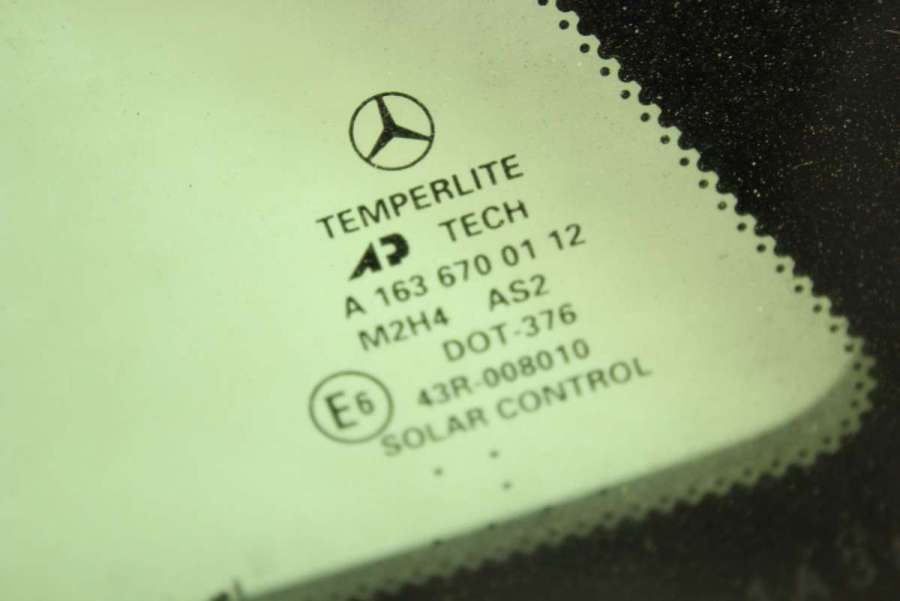 TEMPERLITE
AP TECH
A 163 670 01 12
M2H4 AS2
DOT-376
E6 43R-008010
SOLAR CONTROL